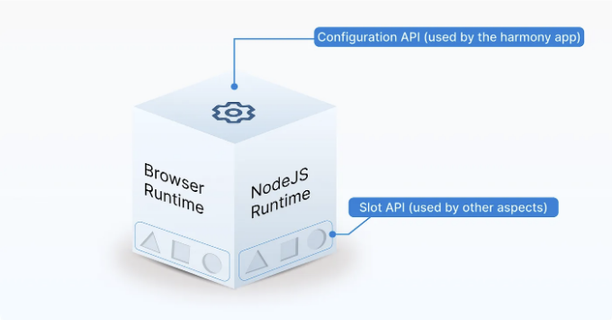 Configuration API (used by the harmony app)
Browser
Runtime
NodeJS
Runtime
Slot API (used by other aspects)